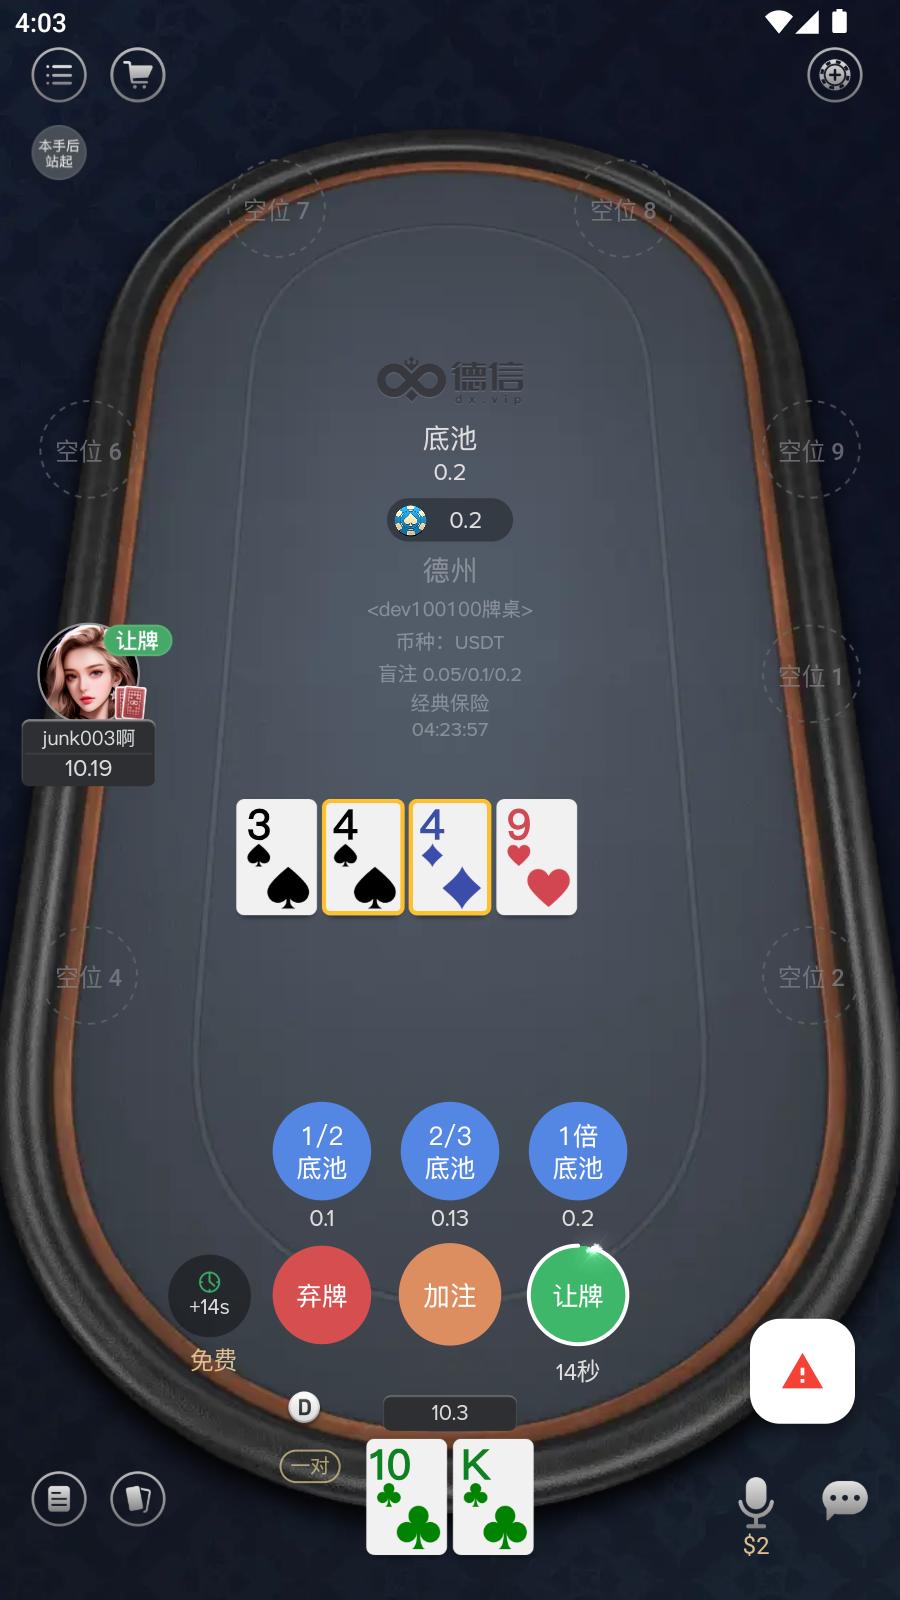 4:03
本手后
站起
空位 7
空位 8
德信
dx.vip
底池
0.2
空位 6
空位 9
0.2
德州
<dev100100牌桌>
币种：USDT
让牌
盲注 0.05/0.1/0.2
空位 1
经典保险
04:23:57
junk003啊
10.19
3
4
4
9
空位 4
空位 2
1/2
底池
2/3
底池
1倍
底池
0.1
0.13
0.2
+14s
弃牌
加注
让牌
免费
14秒
D
10.3
一对
10
K
$2